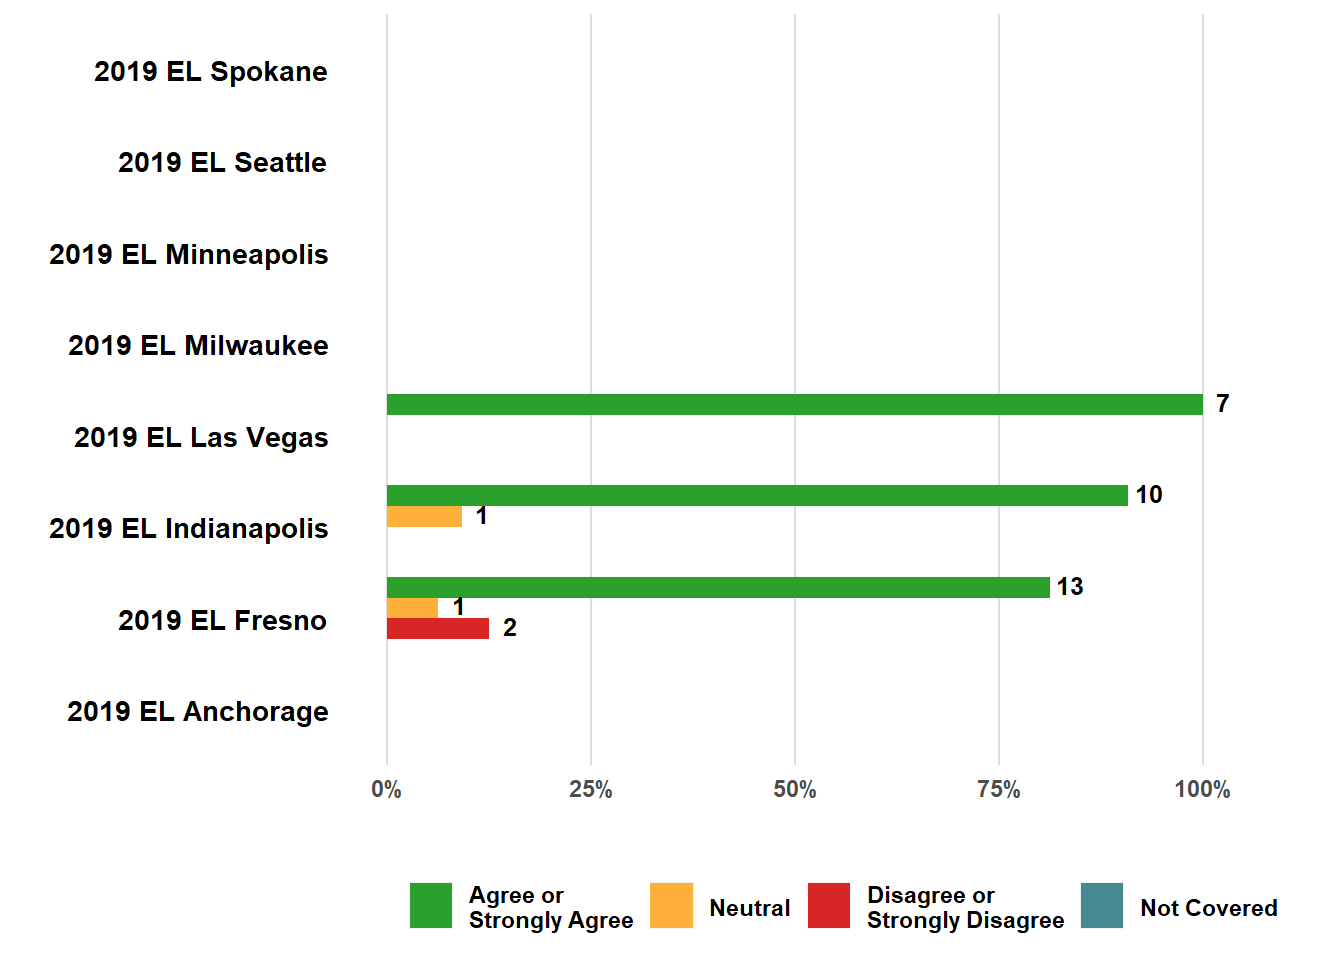 2019 EL Spokane
2019 EL Seattle
2019 EL Minneapolis
2019 EL Milwaukee
7
2019 EL Las Vegas
10
1
2019 EL Indianapolis
13
1
2
2019 EL Fresno
2019 EL Anchorage
0% 25% 50% 75% 100%
Agree or
Strongly Agree
Neutral
Disagree or
Strongly Disagree
Not Covered